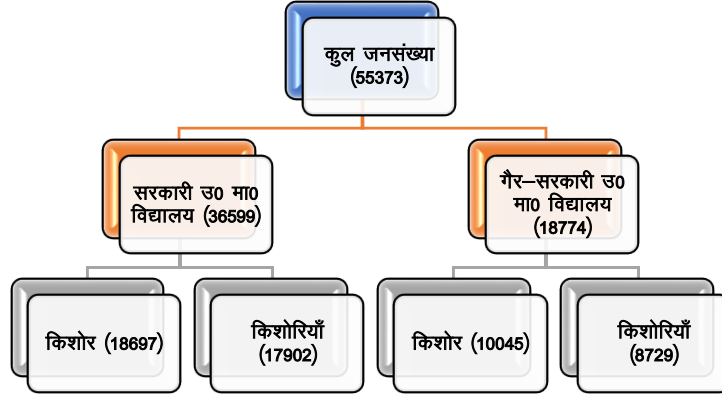 कुल जनसंख्या
(55373)
सरकारी उ0 मा0
विद्यालय (36599)
गैर–सरकारी उ0
मा0 विद्यालय
(18774)
किशोर (18697)
किशोरियाँ
(17902)
किशोर (10045)
किशोरियाँ
(8729)